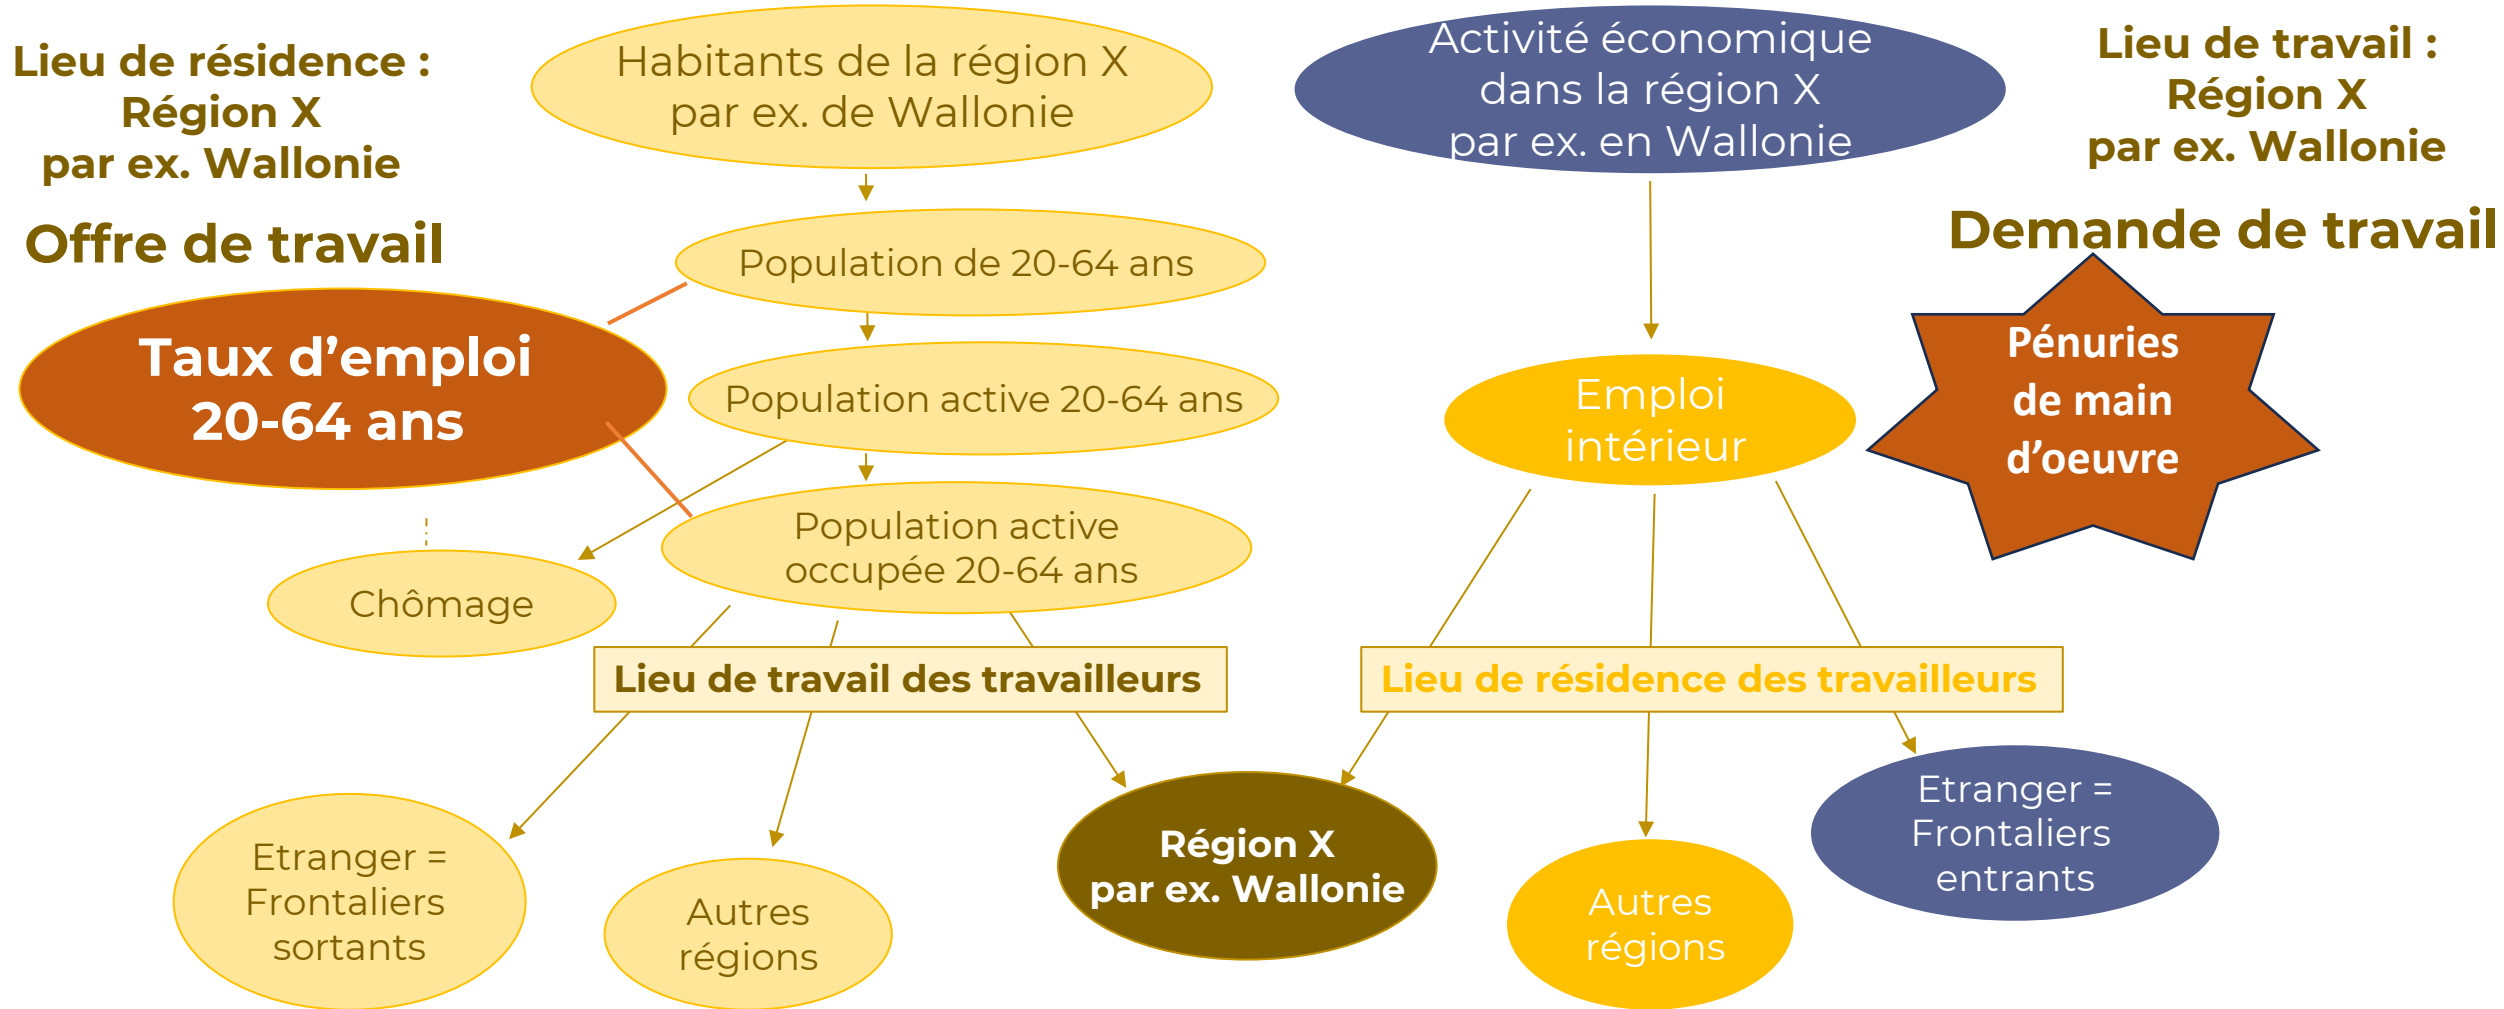 Lieu de résidence :
Région X
par ex. Wallonie
Offre de travail
Habitants de la région X
par ex. de Wallonie
Activité économique
dans la région X
par ex. en Wallonie
Lieu de travail :
Région X
par ex. Wallonie
Demande de travail
Population de 20-64 ans
Taux d’emploi
20-64 ans
Population active 20-64 ans
Emploi
intérieur
Pénuries
de main
d’oeuvre
Population active
occupée 20-64 ans
Chômage
Lieu de travail des travailleurs
Lieu de résidence des travailleurs
Etranger =
Frontaliers
sortants
Autres
régions
Région X
par ex. Wallonie
Autres
régions
Etranger =
Frontaliers
entrants